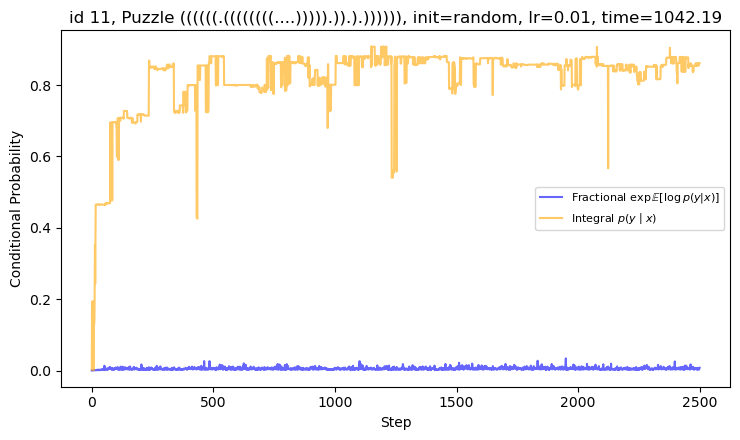 id 11, Puzzle ((((((.((((((((....))))).)).).)))))), init=random, lr=0.01, time=1042.19
Conditional Probability
0.8
0.6
0.4
0.2
0.0
Fractional exp𝔼[log p(y|x)]
Integral p(y | x)
0 500 1000 1500 2000 2500
Step